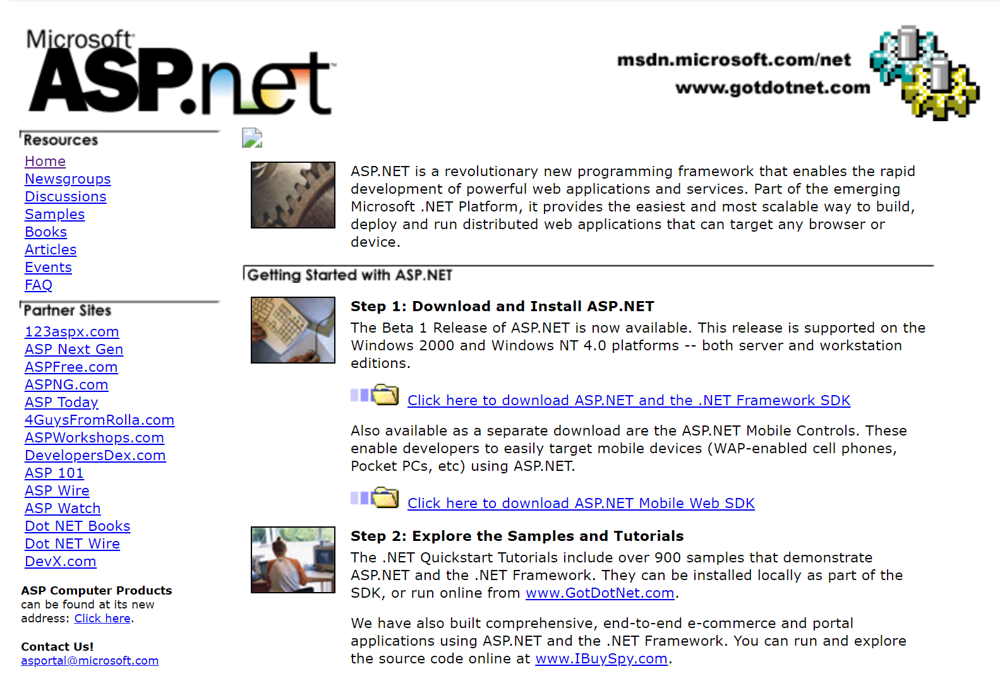 Microsoft®
ASP.net™
msdn.microsoft.com/net
www.gotdotnet.com
Resources
Home
Newsgroups
Discussions
Samples
Books
Articles
Events
FAQ
Partner Sites
123aspx.com
ASP Next Gen
ASPFree.com
ASPNG.com
ASP Today
4GuysFromRolla.com
ASPWorkshops.com
DevelopersDex.com
ASP 101
ASP Wire
ASP Watch
Dot NET Books
Dot NET Wire
DevX.com
ASP Computer Products
can be found at its new
address: Click here.
Contact Us!
asportal@microsoft.com
ASP.NET is a revolutionary new programming framework that enables the rapid
development of powerful web applications and services. Part of the emerging
Microsoft .NET Platform, it provides the easiest and most scalable way to build,
deploy and run distributed web applications that can target any browser or
device.
Getting Started with ASP.NET
Step 1: Download and Install ASP.NET
The Beta 1 Release of ASP.NET is now available. This release is supported on the
Windows 2000 and Windows NT 4.0 platforms -- both server and workstation
editions.
Click here to download ASP.NET and the .NET Framework SDK
Also available as a separate download are the ASP.NET Mobile Controls. These
enable developers to easily target mobile devices (WAP-enabled cell phones,
Pocket PCs, etc) using ASP.NET.
Click here to download ASP.NET Mobile Web SDK
Step 2: Explore the Samples and Tutorials
The .NET Quickstart Tutorials include over 900 samples that demonstrate
ASP.NET and the .NET Framework. They can be installed locally as part of the
SDK, or run online from www.GotDotNet.com.
We have also built comprehensive, end-to-end e-commerce and portal
applications using ASP.NET and the .NET Framework. You can run and explore
the source code online at www.IBuySpy.com.